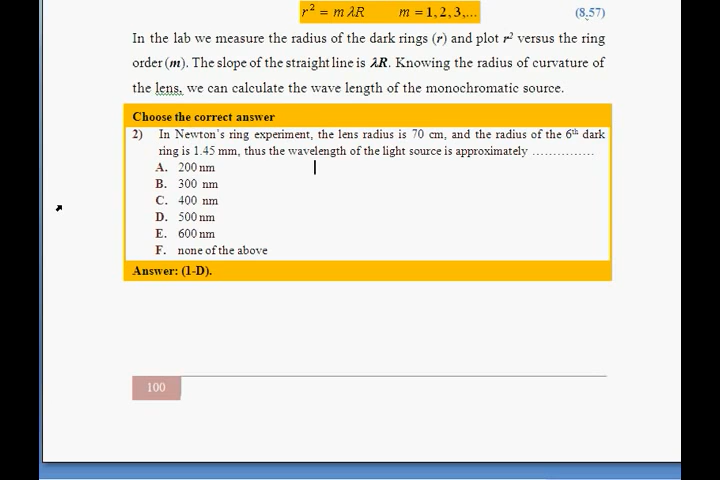 r² = m λR m = 1, 2, 3,... (8.57)
In the lab we measure the radius of the dark rings (r) and plot r² versus the ring
order (m). The slope of the straight line is λR. Knowing the radius of curvature of
the lens, we can calculate the wave length of the monochromatic source.
Choose the correct answer
2) In Newton's ring experiment, the lens radius is 70 cm, and the radius of the 6th dark
ring is 1.45 mm, thus the wavelength of the light source is approximately ……………
A. 200 nm
B. 300 nm
C. 400 nm
D. 500 nm
E. 600 nm
F. none of the above
Answer: (1-D).
100